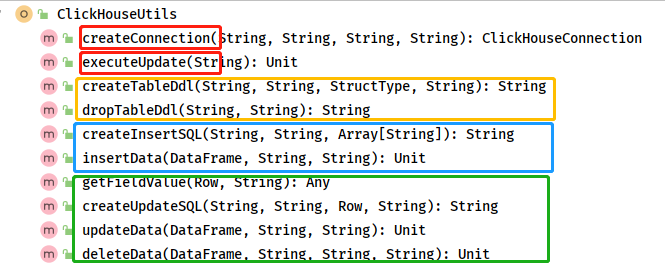 ClickHouseUtils
createConnection(String, String, String, String): ClickHouseConnection
executeUpdate(String): Unit
createTableDdl(String, String, StructType, String): String
dropTableDdl(String, String): String
createInsertSQL(String, String, Array[String]): String
insertData(DataFrame, String, String): Unit
getFieldValue(Row, String): Any
createUpdateSQL(String, String, Row, String): String
updateData(DataFrame, String, String): Unit
deleteData(DataFrame, String, String, String): Unit